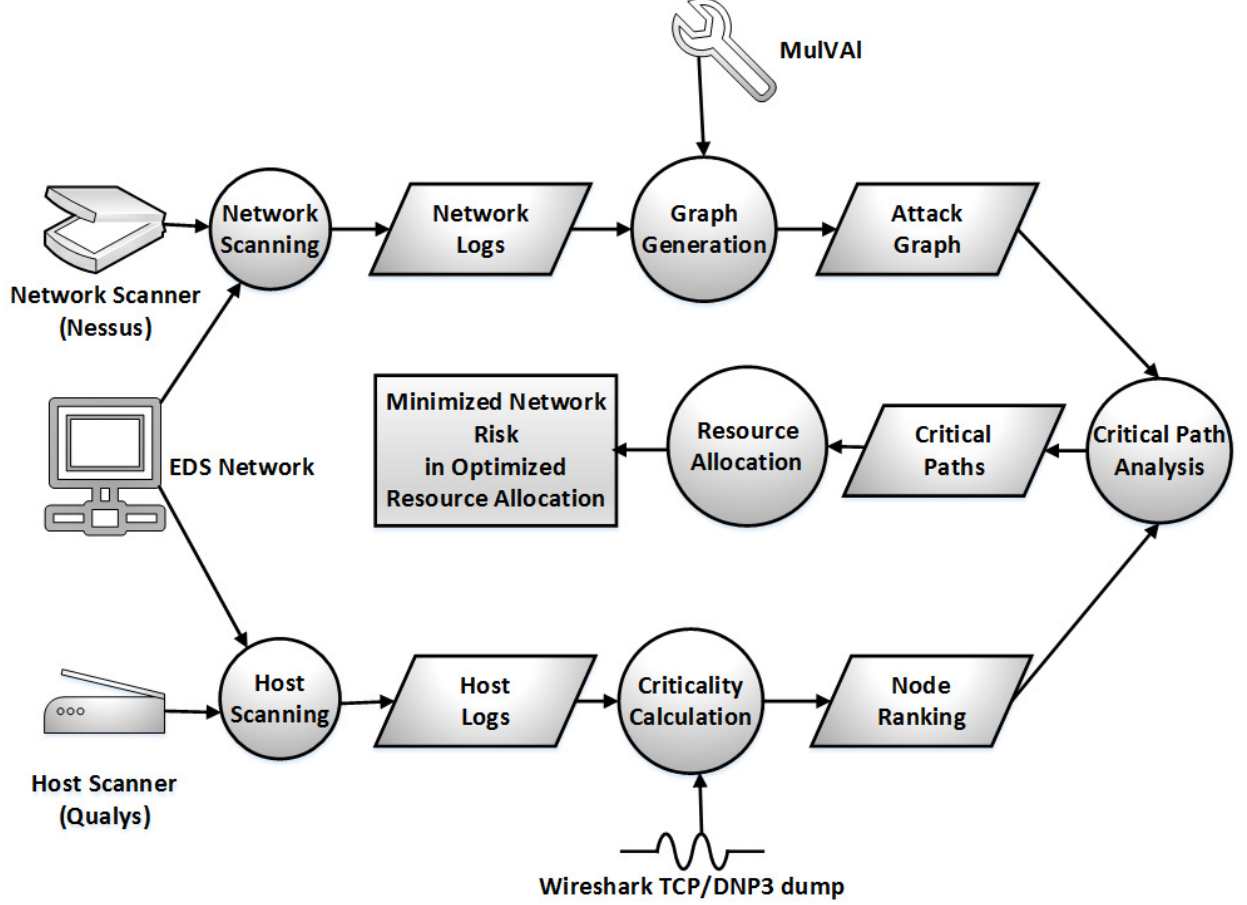 MulVAl
Network
Scanning
Network
Logs
Graph
Generation
Attack
Graph
Network Scanner
(Nessus)
EDS Network
Minimized Network
Risk
in Optimized
Resource Allocation
Resource
Allocation
Critical
Paths
Critical Path
Analysis
Host
Scanning
Host
Logs
Criticality
Calculation
Node
Ranking
Host Scanner
(Qualys)
Wireshark TCP/DNP3 dump